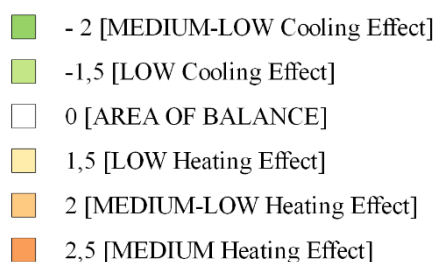 - 2 [MEDIUM-LOW Cooling Effect]
-1,5 [LOW Cooling Effect]
0 [AREA OF BALANCE]
1,5 [LOW Heating Effect]
2 [MEDIUM-LOW Heating Effect]
2,5 [MEDIUM Heating Effect]